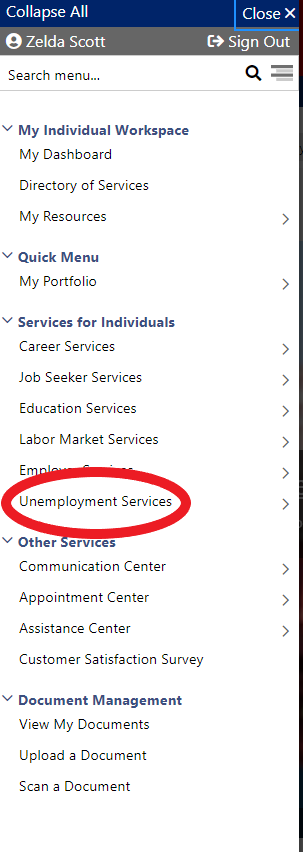 Collapse All
Close
Zelda Scott
Sign Out
Search menu...
My Individual Workspace
My Dashboard
Directory of Services
My Resources
Quick Menu
My Portfolio
Services for Individuals
Career Services
Job Seeker Services
Education Services
Labor Market Services
Employer Services
Unemployment Services
Other Services
Communication Center
Appointment Center
Assistance Center
Customer Satisfaction Survey
Document Management
View My Documents
Upload a Document
Scan a Document